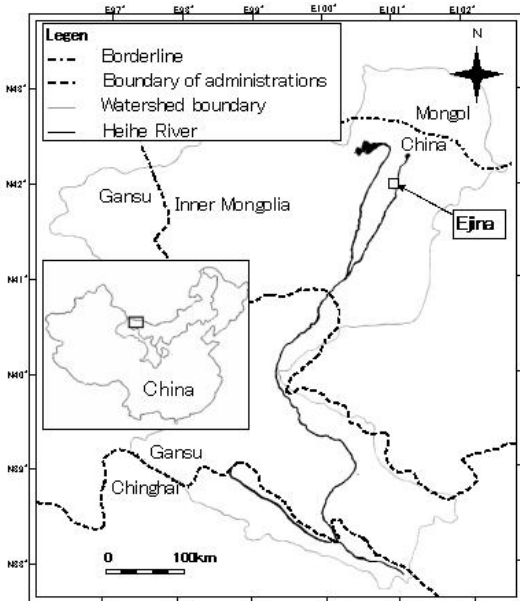 E97° E98° E99° E100° E101° E102°
Legen
Borderline
Boundary of administrations
Watershed boundary
Heihe River
N
N43°
Mongol
China
N42°
Gansu
Inner Mongolia
Ejina
N41°
China
N40°
Gansu
N39°
Chinghai
0 100km
N38°